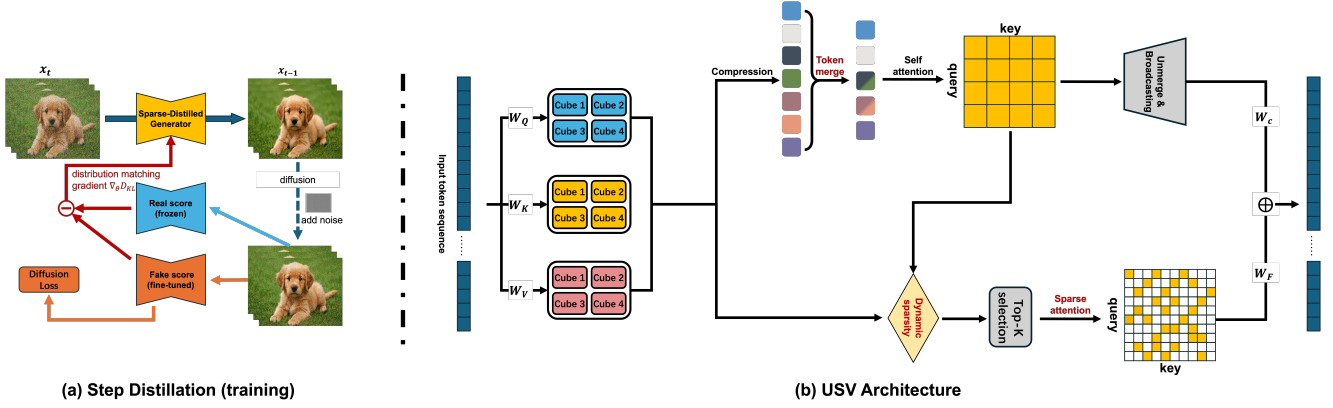 x_t
x_{t-1}
Sparse-Distilled
Generator
distribution matching
gradient ∇_θ D_{KL}
diffusion
add noise
Real score
(frozen)
Fake score
(fine-tuned)
Diffusion
Loss
(a) Step Distillation (training)
Input token sequence
W_Q
W_K
W_V
Cube 1
Cube 2
Cube 3
Cube 4
Cube 1
Cube 2
Cube 3
Cube 4
Cube 1
Cube 2
Cube 3
Cube 4
Compression
Token
merge
Self
attention
key
query
Unmerge &
Broadcasting
W_c
W_F
Dynamic
sparsity
Top-K
selection
Sparse
attention
query
key
(b) USV Architecture